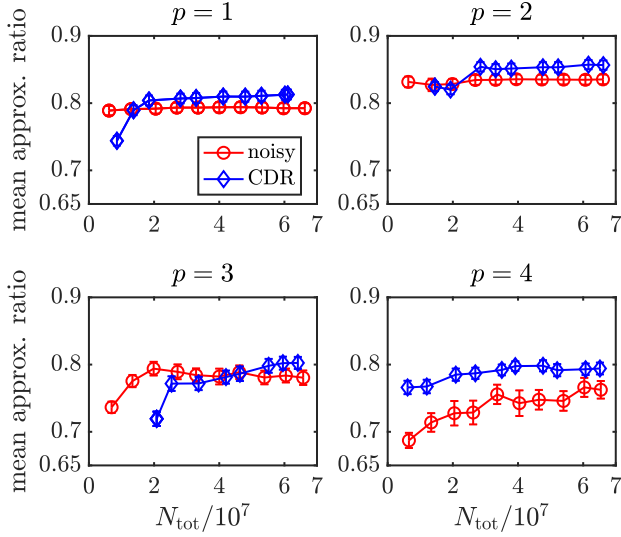 p = 1
p = 2
mean approx. ratio
0.9
0.8
0.7
0.65
0 2 4 6 7
noisy
CDR
0.9
0.8
0.7
0.65
0 2 4 6 7
p = 3
p = 4
mean approx. ratio
0.9
0.8
0.7
0.65
0 2 4 6 7
N_tot/10^7
0.9
0.8
0.7
0.65
0 2 4 6 7
N_tot/10^7